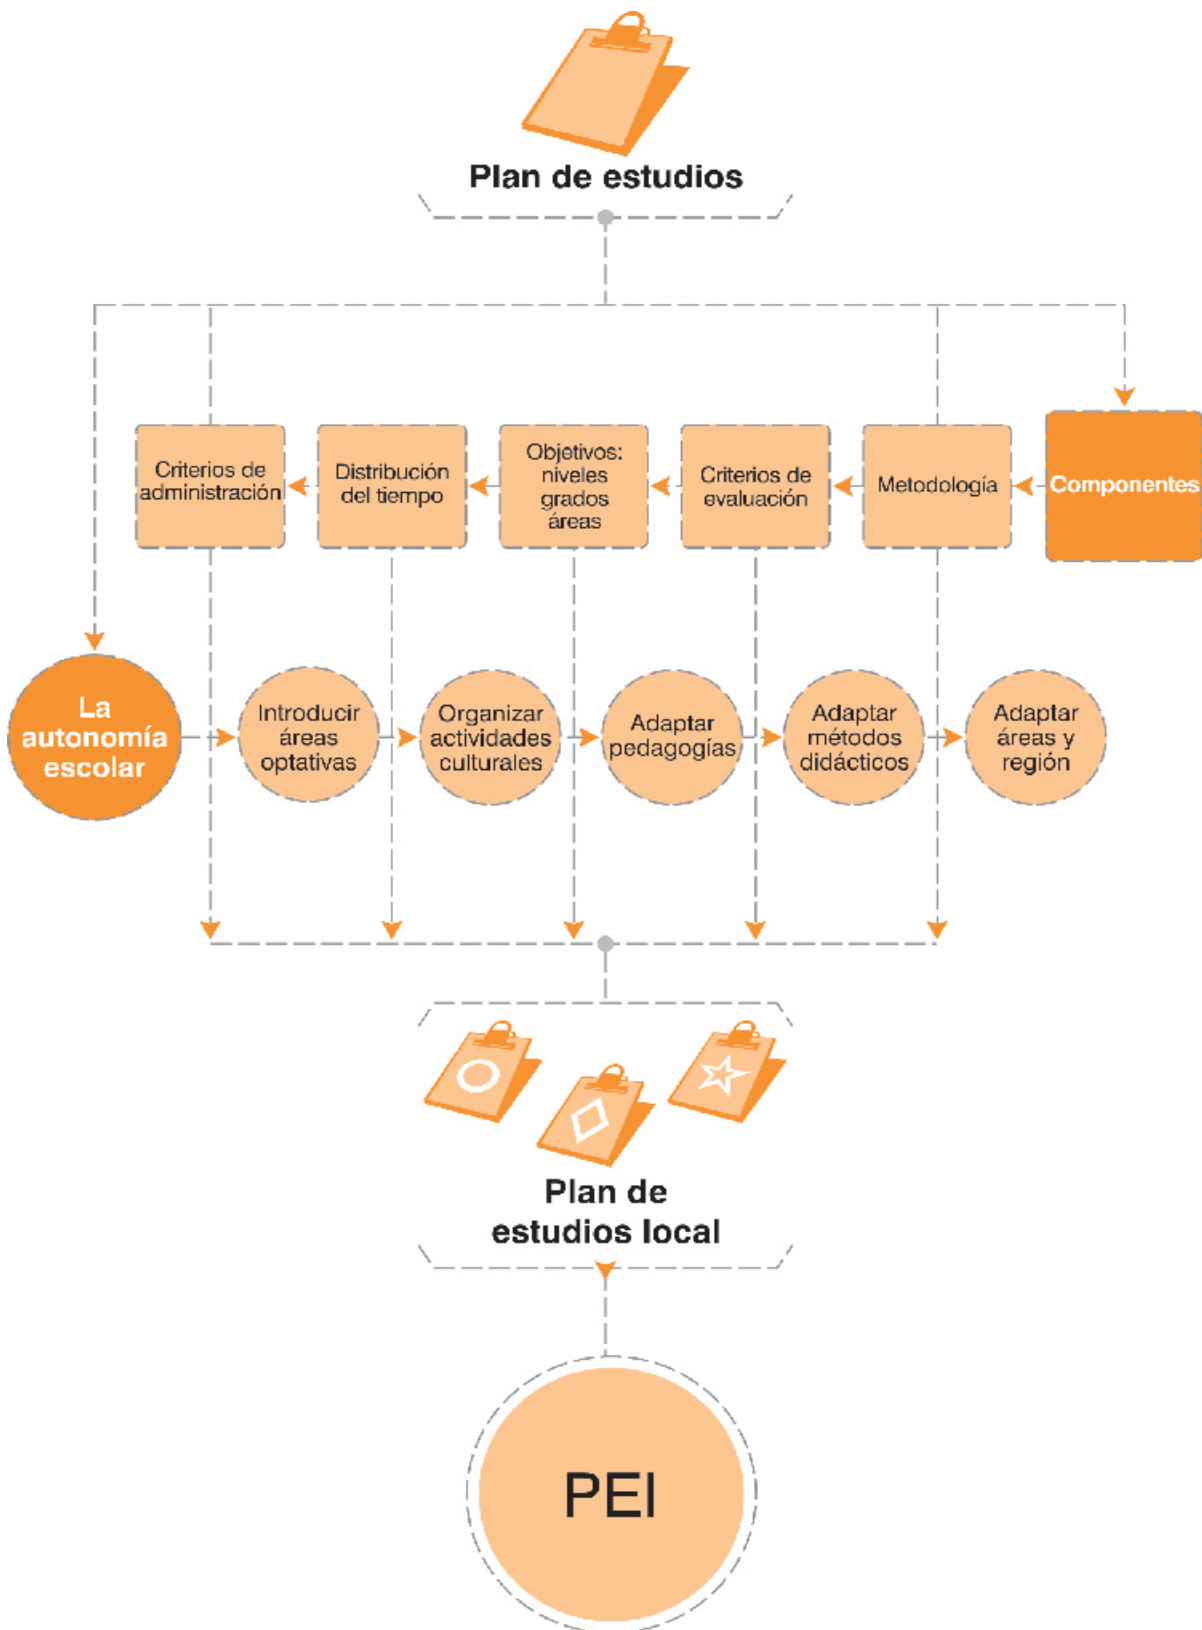 Plan de estudios
Criterios de
administración
Distribución
del tiempo
Objetivos:
niveles
grados
áreas
Criterios de
evaluación
Metodología
Componentes
La
autonomía
escolar
Introducir
áreas
optativas
Organizar
actividades
culturales
Adaptar
pedagogías
Adaptar
métodos
didácticos
Adaptar
áreas y
región
Plan de
estudios local
PEI